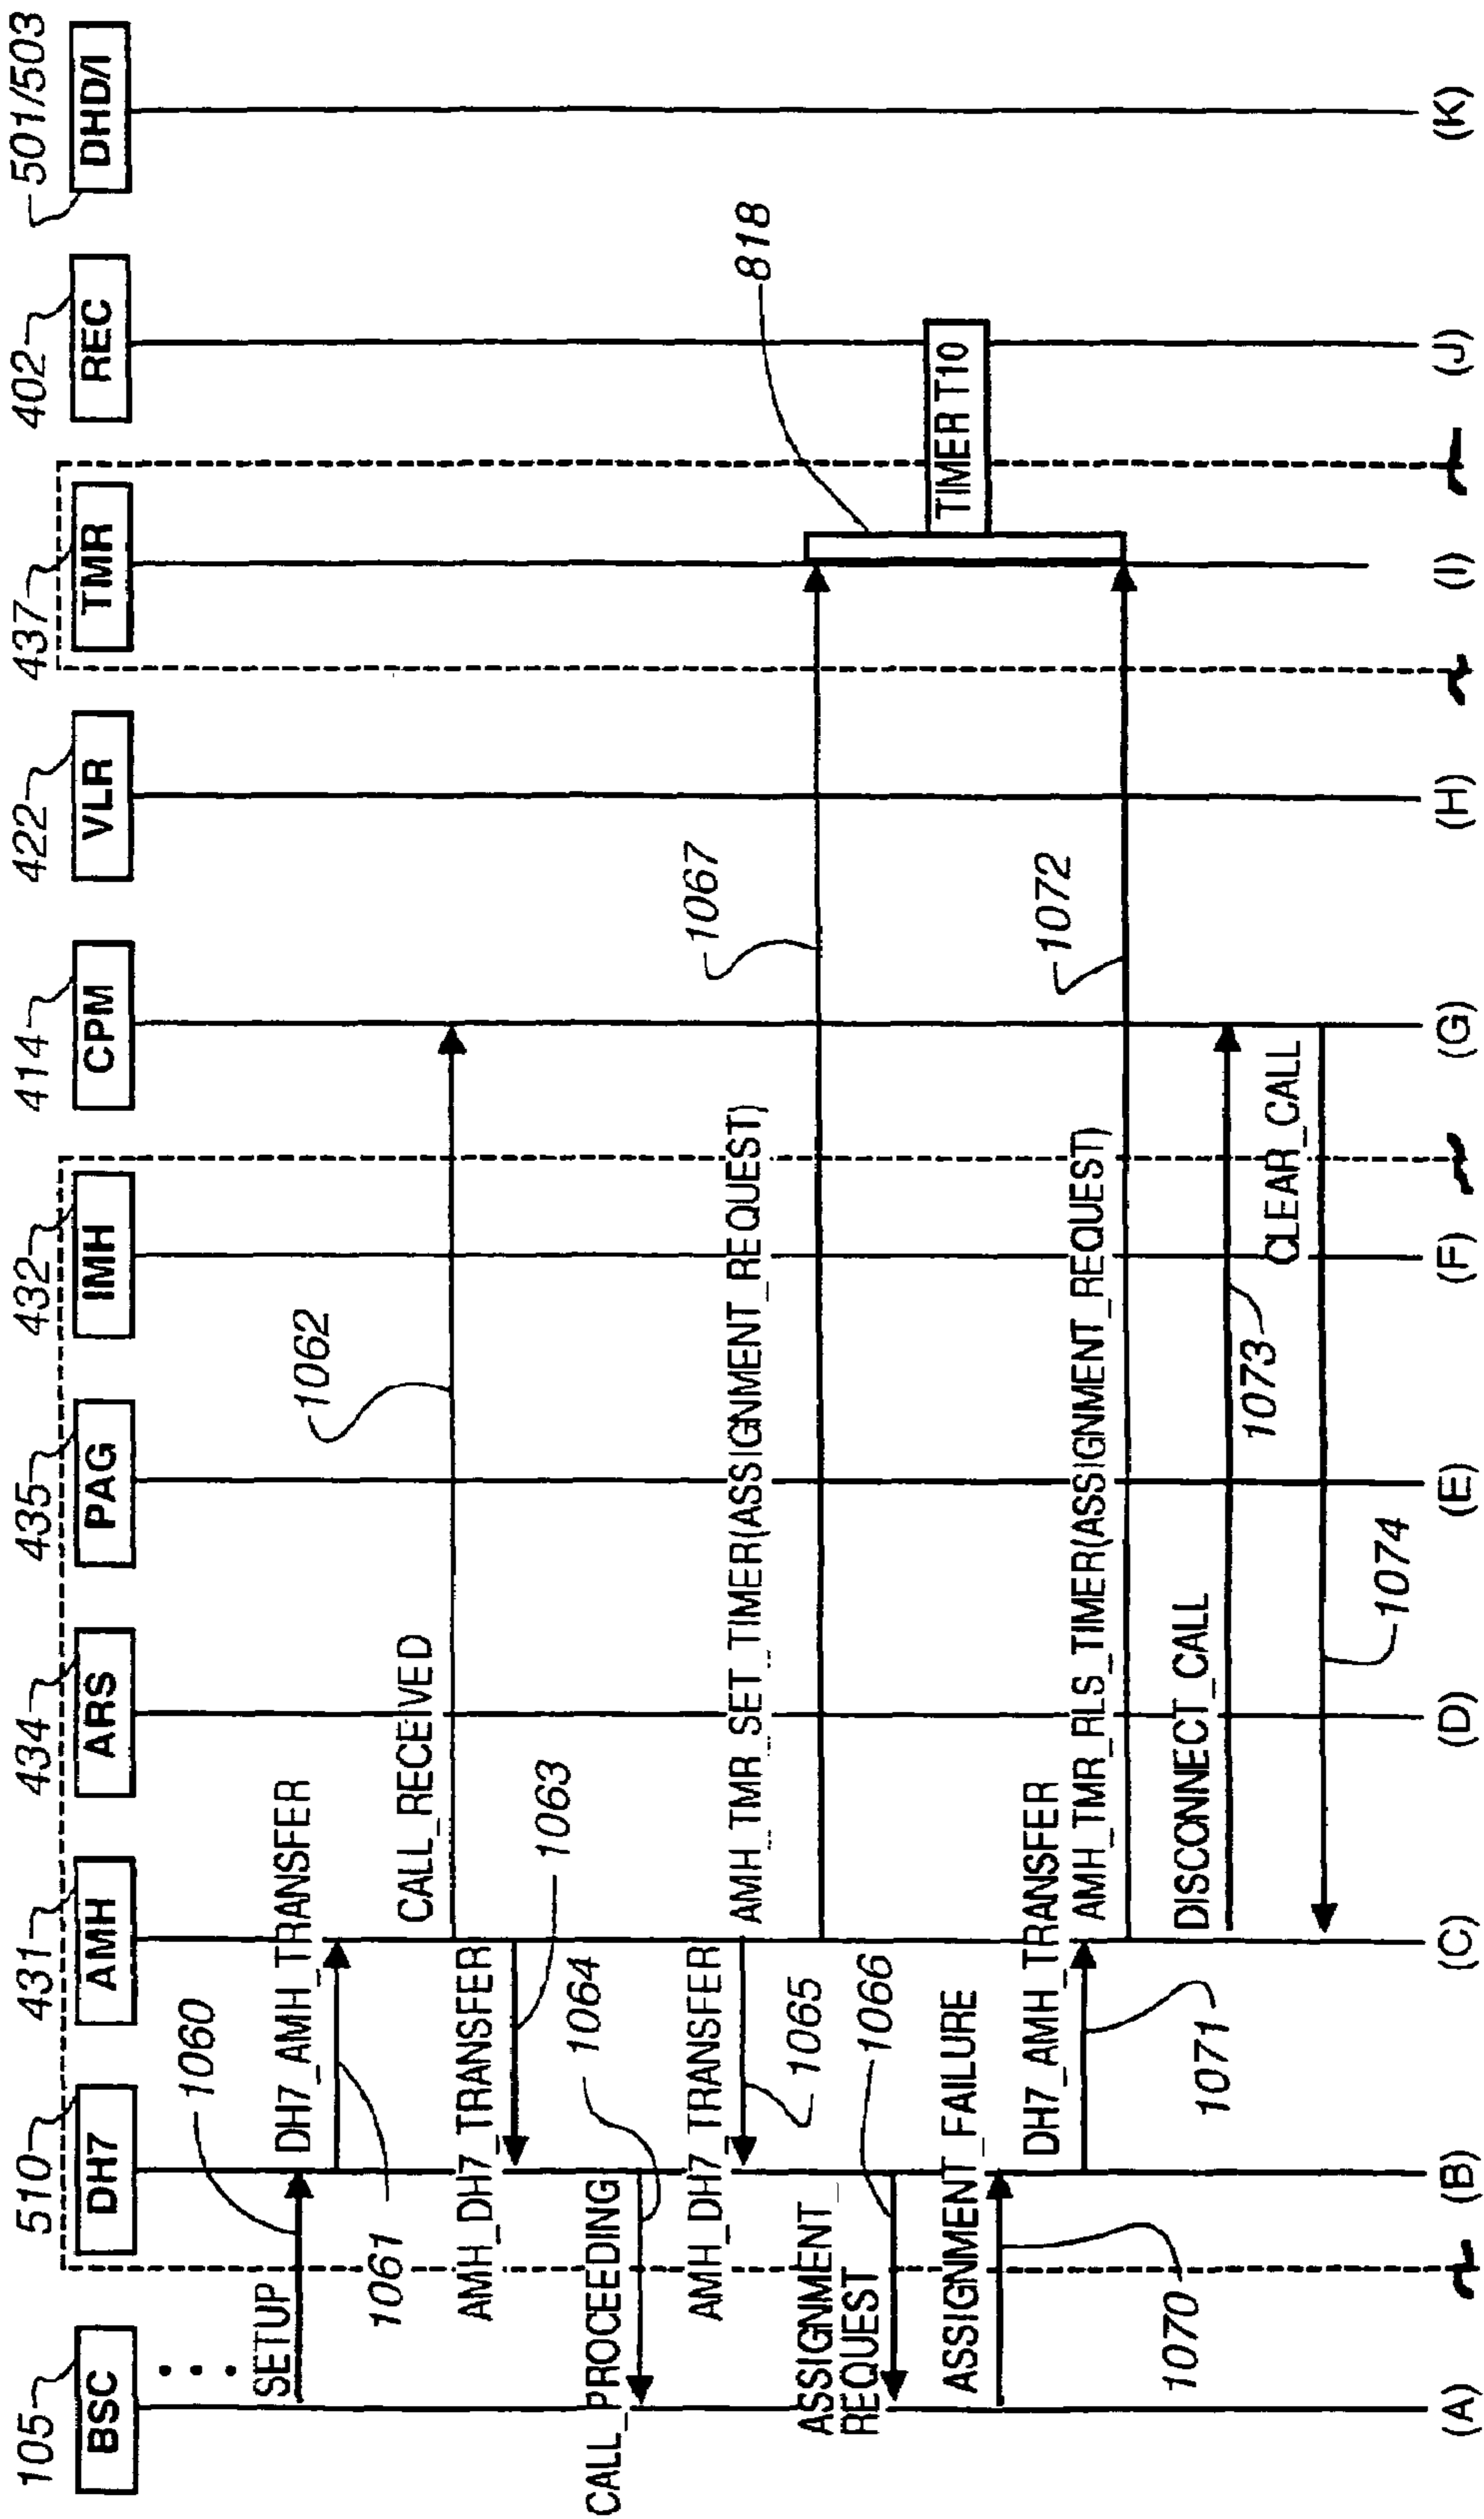 105
510
431
434
435
432
414
422
437
402
501/503
BSC
DH7
AMH
ARS
PAG
IMH
CPM
VLR
TMR
REC
DHD/I
1060
SETUP
DH7_AMH_TRANSFER
1061
1062
CALL_RECEIVED
AMH_DH7_TRANSFER
1063
CALL_PROCEEDING
1064
AMH_DH7_TRANSFER
1065
1067
818
AMH_TMR_SET_TIMER(ASSIGNMENT_REQUEST)
ASSIGNMENT
REQUEST
1066
TIMER T10
ASSIGNMENT_FAILURE
1070
DH7_AMH_TRANSFER
1071
1072
AMH_TMR_RLS_TIMER(ASSIGNMENT_REQUEST)
DISCONNECT_CALL
1073
CLEAR_CALL
1074
(A)
(B)
(C)
(D)
(E)
(F)
(G)
(H)
(I)
(J)
(K)